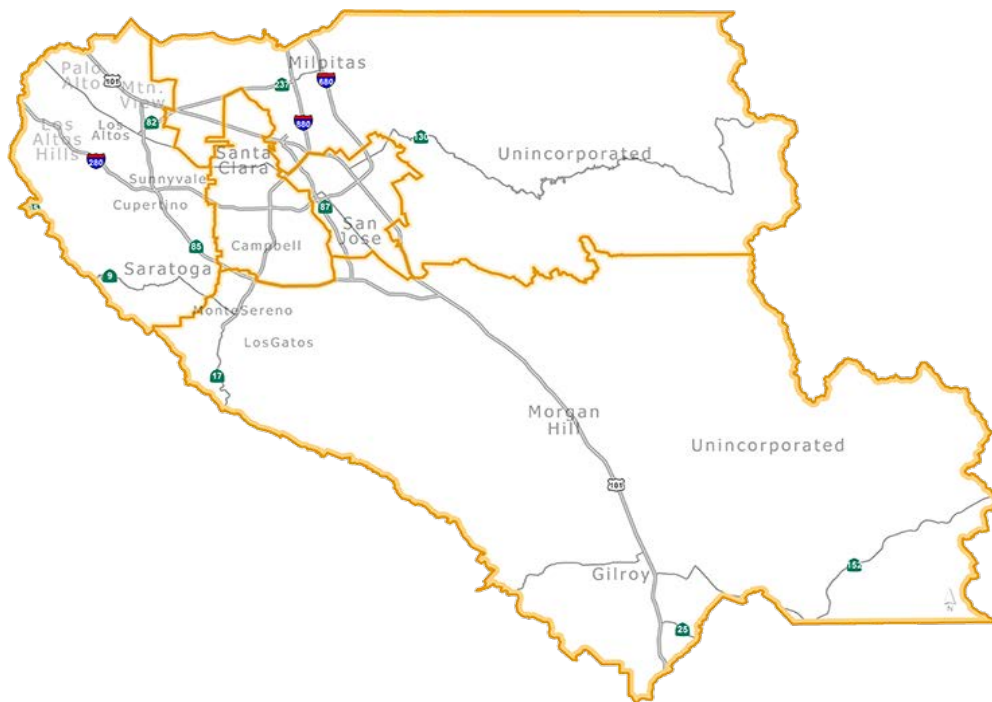 Palo
Alto
101
Mtn.
View
Milpitas
237
680
880
82
Los
Altos
Los
Altos
Hills
280
Santa
Clara
130
Unincorporated
Sunnyvale
Cupertino
87
San
Jose
85
Campbell
Saratoga
9
MonteSereno
LosGatos
17
Morgan
Hill
Unincorporated
101
152
Gilroy
25
N